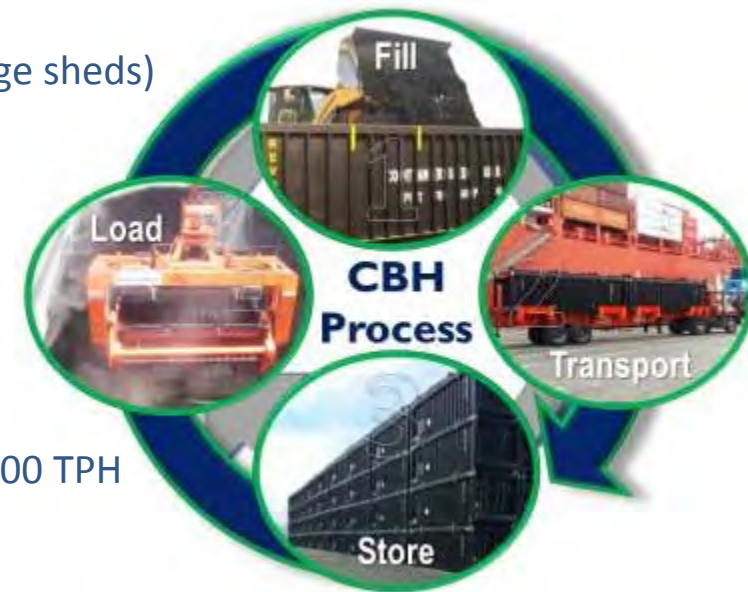 ge sheds)
Fill
Load
CBH
Process
Transport
00 TPH
Store